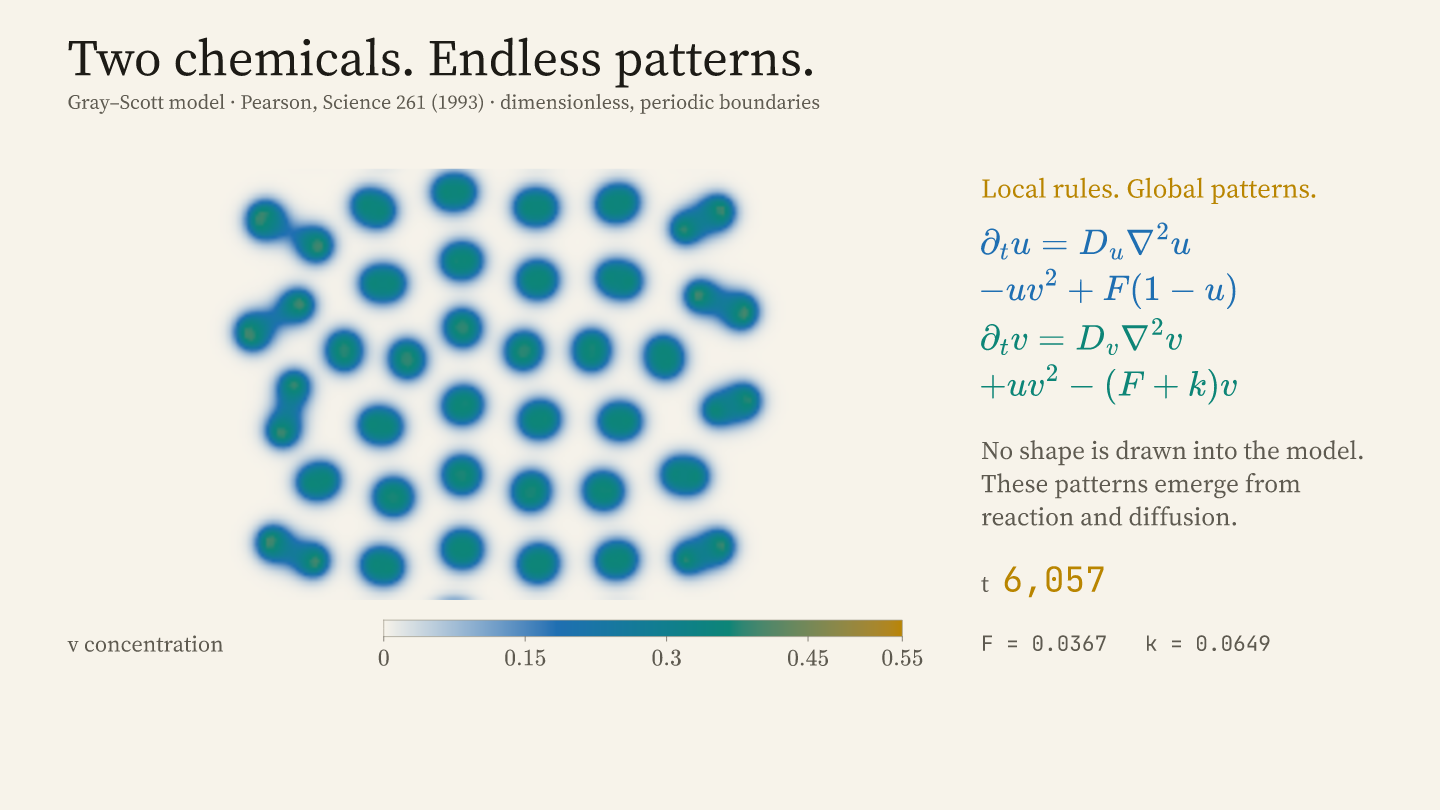 Two chemicals. Endless patterns.
Gray–Scott model · Pearson, Science 261 (1993) · dimensionless, periodic boundaries
Local rules. Global patterns.
∂ₜu = Dᵤ∇²u
−uv² + F(1 − u)
∂ₜv = Dᵥ∇²v
+uv² − (F + k)v
No shape is drawn into the model.
These patterns emerge from
reaction and diffusion.
t 6,057
F = 0.0367 k = 0.0649
v concentration
0 0.15 0.3 0.45 0.55